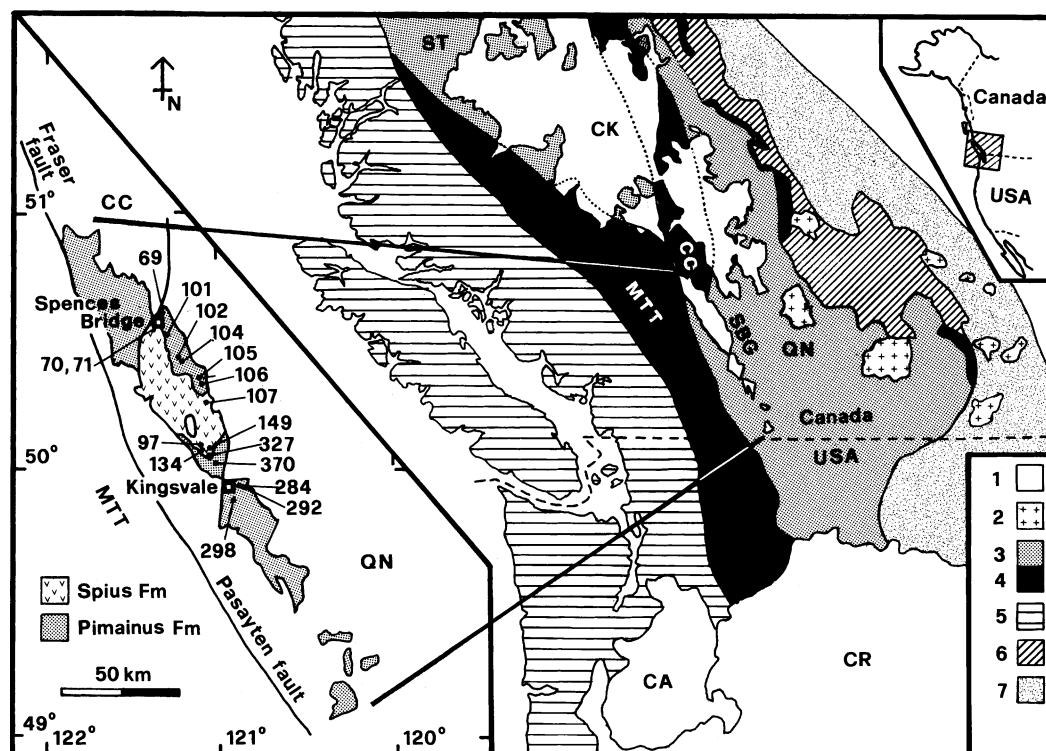 N
Fraser
fault
CC
51°
69
101
102
Spences
Bridge
104
105
70, 71
106
107
149
97
327
134
370
50°
Kingsvale
284
292
298
MTT
QN
Pasayten fault
Spius Fm
Pimainus Fm
50 km
49°
122°
121°
120°
ST
CK
CC
MTT
SBG
QN
Canada
USA
CA
CR
Canada
USA
1
2
3
4
5
6
7